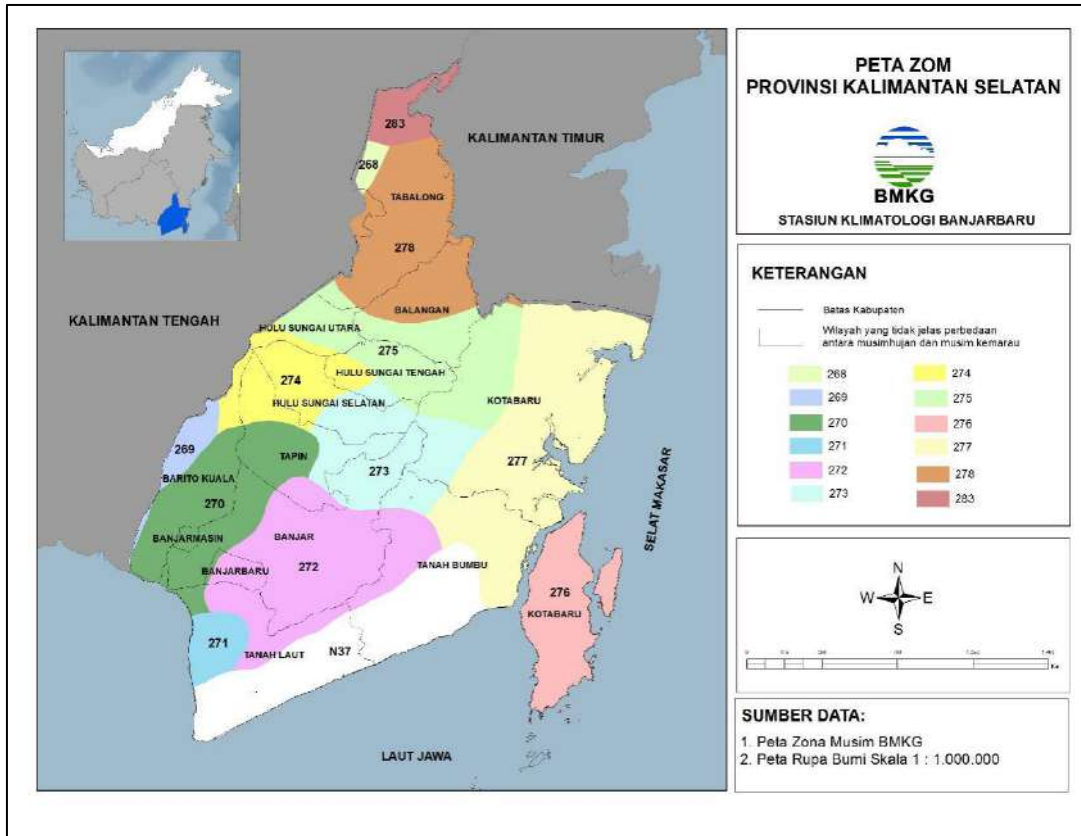 283
KALIMANTAN TIMUR
268
TABALONG
278
BALANGAN
KALIMANTAN TENGAH
HULU SUNGAI UTARA
275
HULU SUNGAI TENGAH
274
HULU SUNGAI SELATAN
KOTABARU
269
TAPIN
273
277
BARITO KUALA
270
SELAT MAKASAR
BANJARMASIN
BANJAR
BANJARBARU
272
TANAH BUMBU
276
KOTABARU
271
TANAH LAUT
N37
LAUT JAWA
PETA ZOM
PROVINSI KALIMANTAN SELATAN
BMKG
STASIUN KLIMATOLOGI BANJARBARU
KETERANGAN
Batas Kabupaten
Wilayah yang tidak jelas perbedaan
antara musimhujan dan musim kemarau
268 274
269 275
270 276
271 277
272 278
273 283
N
W E
S
SUMBER DATA:
1. Peta Zona Musim BMKG
2. Peta Rupa Bumi Skala 1 : 1.000.000